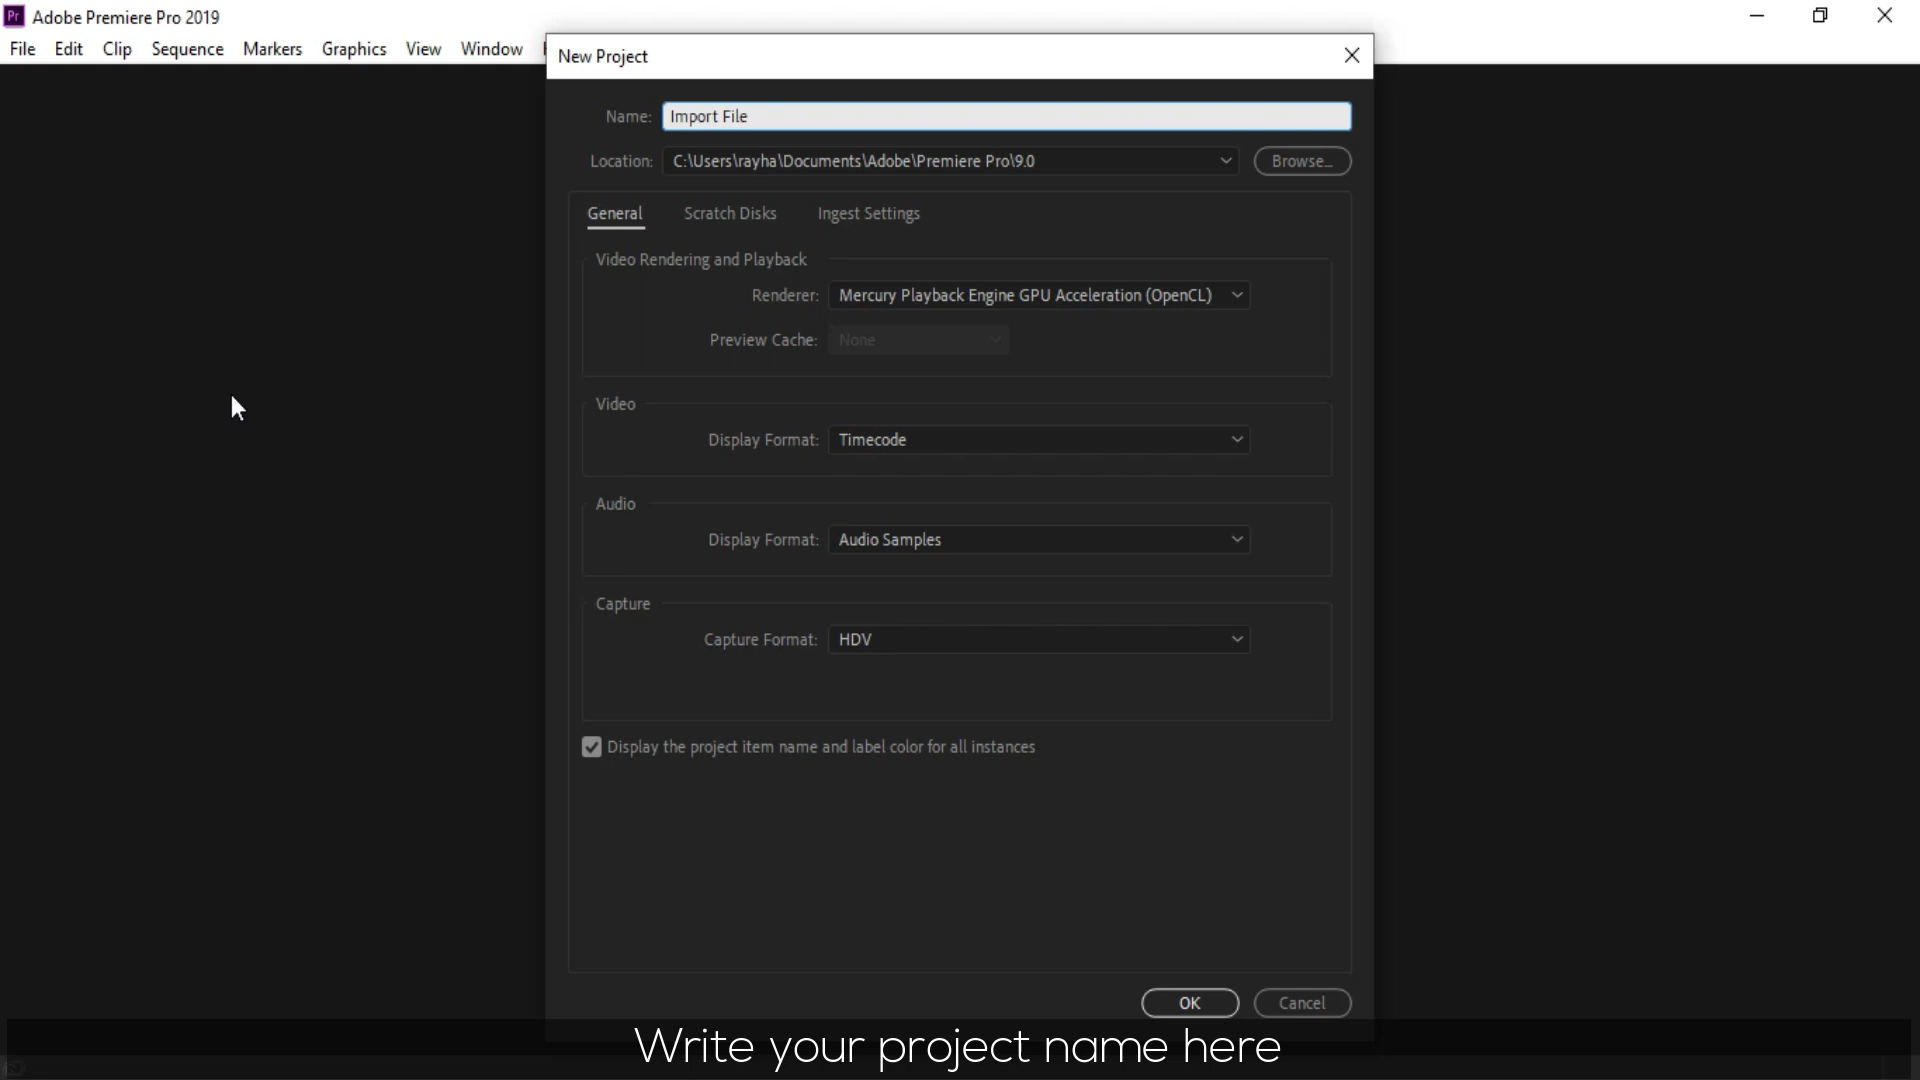 Pr Adobe Premiere Pro 2019
File Edit Clip Sequence Markers Graphics View Window
New Project
Name: Import File
Location: C:\Users\rayha\Documents\Adobe\Premiere Pro\9.0 Browse...
General Scratch Disks Ingest Settings
Video Rendering and Playback
Renderer: Mercury Playback Engine GPU Acceleration (OpenCL)
Preview Cache: None
Video
Display Format: Timecode
Audio
Display Format: Audio Samples
Capture
Capture Format: HDV
Display the project item name and label color for all instances
OK Cancel
Write your project name here